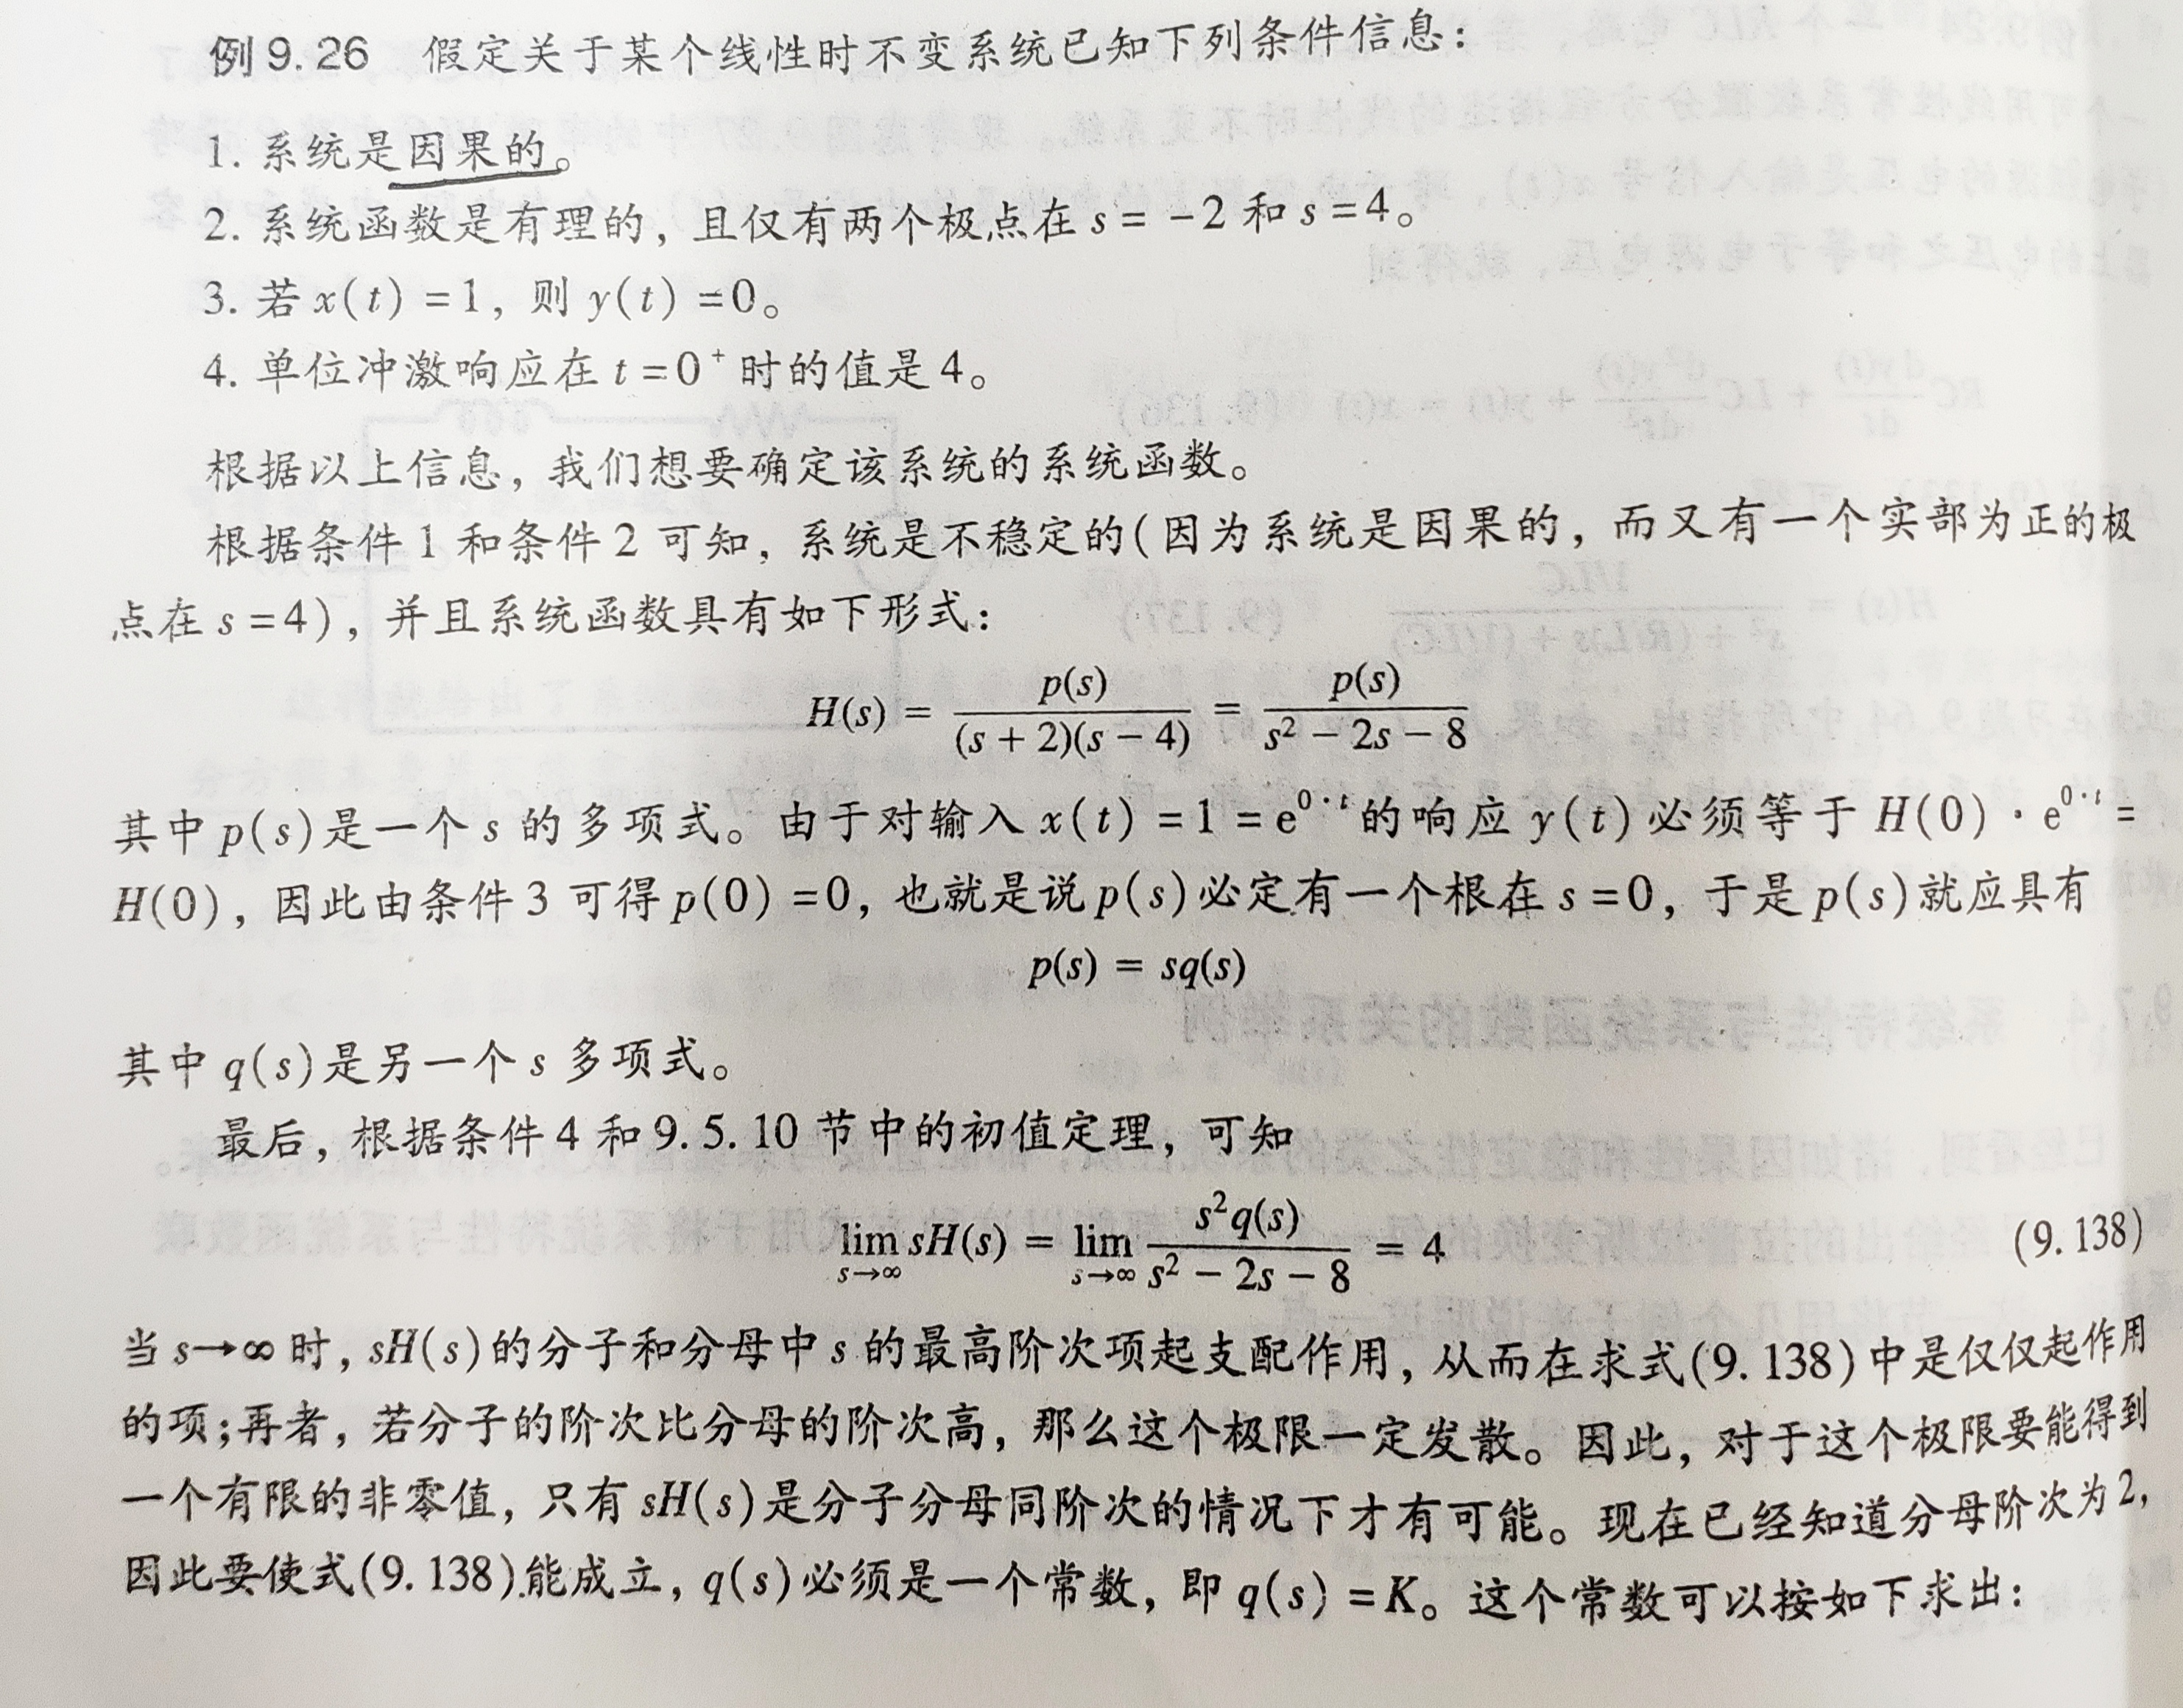 例9.26 假定关于某个线性时不变系统已知下列条件信息：
1. 系统是因果的。
2. 系统函数是有理的，且仅有两个极点在 s = −2 和 s = 4。
3. 若 x(t) = 1，则 y(t) = 0。
4. 单位冲激响应在 t = 0⁺ 时的值是 4。
根据以上信息，我们想要确定该系统的系统函数。
根据条件 1 和条件 2 可知，系统是不稳定的(因为系统是因果的，而又有一个实部为正的极
点在 s = 4)，并且系统函数具有如下形式：
H(s) = p(s)/((s + 2)(s − 4)) = p(s)/(s² − 2s − 8)
其中 p(s)是一个 s 的多项式。由于对输入 x(t) = 1 = e^{0·t} 的响应 y(t) 必须等于 H(0)·e^{0·t} =
H(0)，因此由条件 3 可得 p(0) = 0，也就是说 p(s)必定有一个根在 s = 0，于是 p(s)就应具有
p(s) = sq(s)
其中 q(s)是另一个 s 多项式。
最后，根据条件 4 和 9.5.10 节中的初值定理，可知
lim_{s→∞} sH(s) = lim_{s→∞} s²q(s)/(s² − 2s − 8) = 4 (9.138)
当 s→∞ 时，sH(s)的分子和分母中 s 的最高阶次项起支配作用，从而在求式(9.138)中是仅仅起作用
的项；再者，若分子的阶次比分母的阶次高，那么这个极限一定发散。因此，对于这个极限要能得到
一个有限的非零值，只有 sH(s)是分子分母同阶次的情况下才有可能。现在已经知道分母阶次为 2，
因此要使式(9.138)能成立，q(s)必须是一个常数，即 q(s) = K。这个常数可以按如下求出：